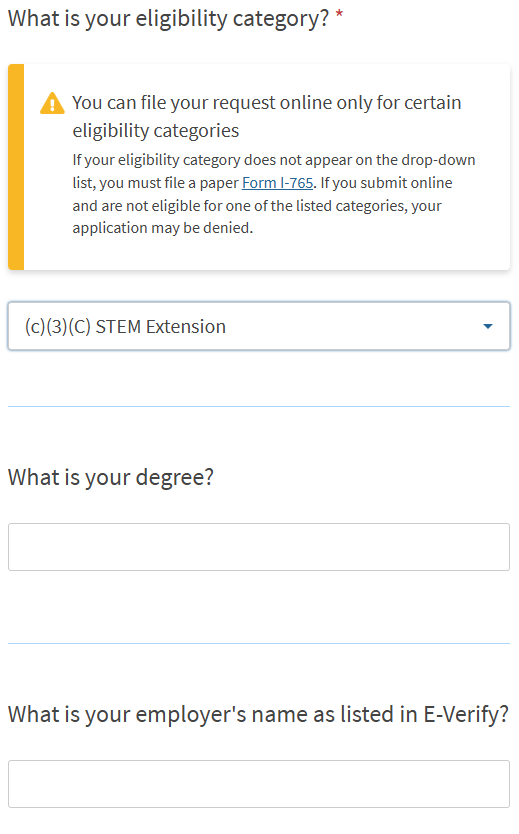 What is your eligibility category? *
You can file your request online only for certain
eligibility categories
If your eligibility category does not appear on the drop-down
list, you must file a paper Form I-765. If you submit online
and are not eligible for one of the listed categories, your
application may be denied.
(c)(3)(C) STEM Extension
What is your degree?
What is your employer's name as listed in E-Verify?